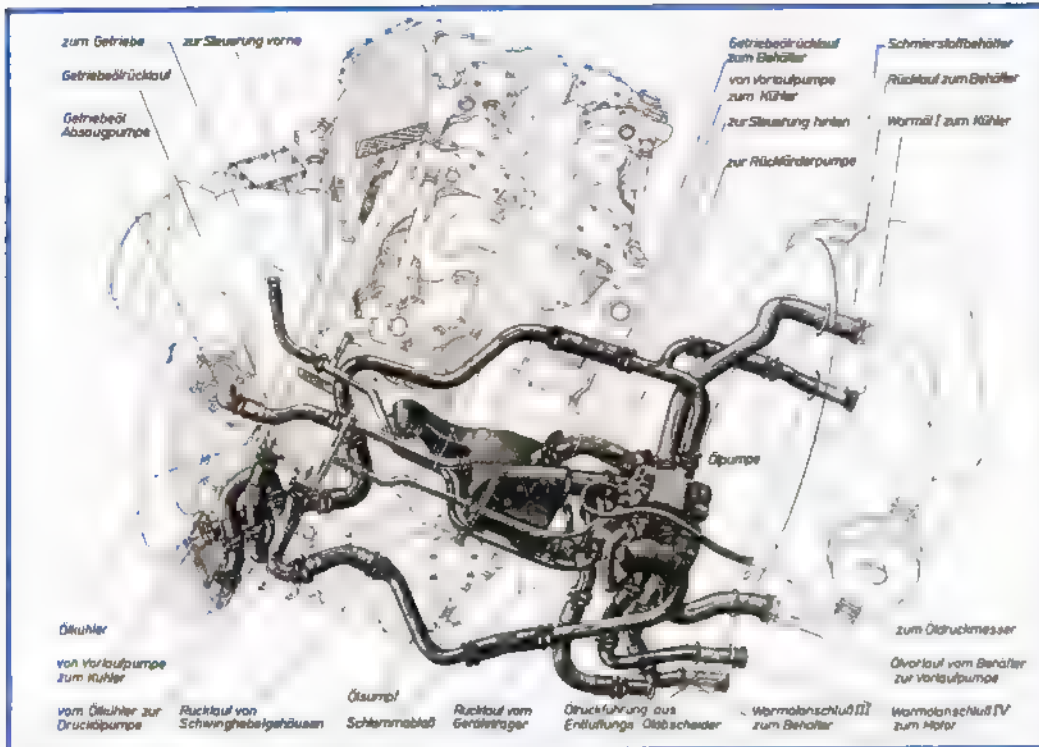 zum Getriebe
zur Steuerung vorne
Getriebeölrücklauf
Getriebeöl
Absaugpumpe
Getriebeölrücklauf
zum Behälter
von Vorlaufpumpe
zum Kühler
zur Steuerung hinten
zur Rückförderpumpe
Schmierstoffbehälter
Rücklauf zum Behälter
Warmöl I zum Kühler
Ölpumpe
Ölkühler
von Vorlaufpumpe
zum Kühler
vom Ölkühler zur
Druckölpumpe
Rücklauf von
Schwinghebelgehäusen
Ölsumpf
Schlammablaß
Rücklauf vom
Geräteträger
Ölrückführung aus
Entlüftungs Ölabscheider
Warmölanschluß III
zum Behälter
zum Öldruckmesser
Ölvorlauf vom Behälter
zur Vorlaufpumpe
Warmölanschluß IV
zum Motor